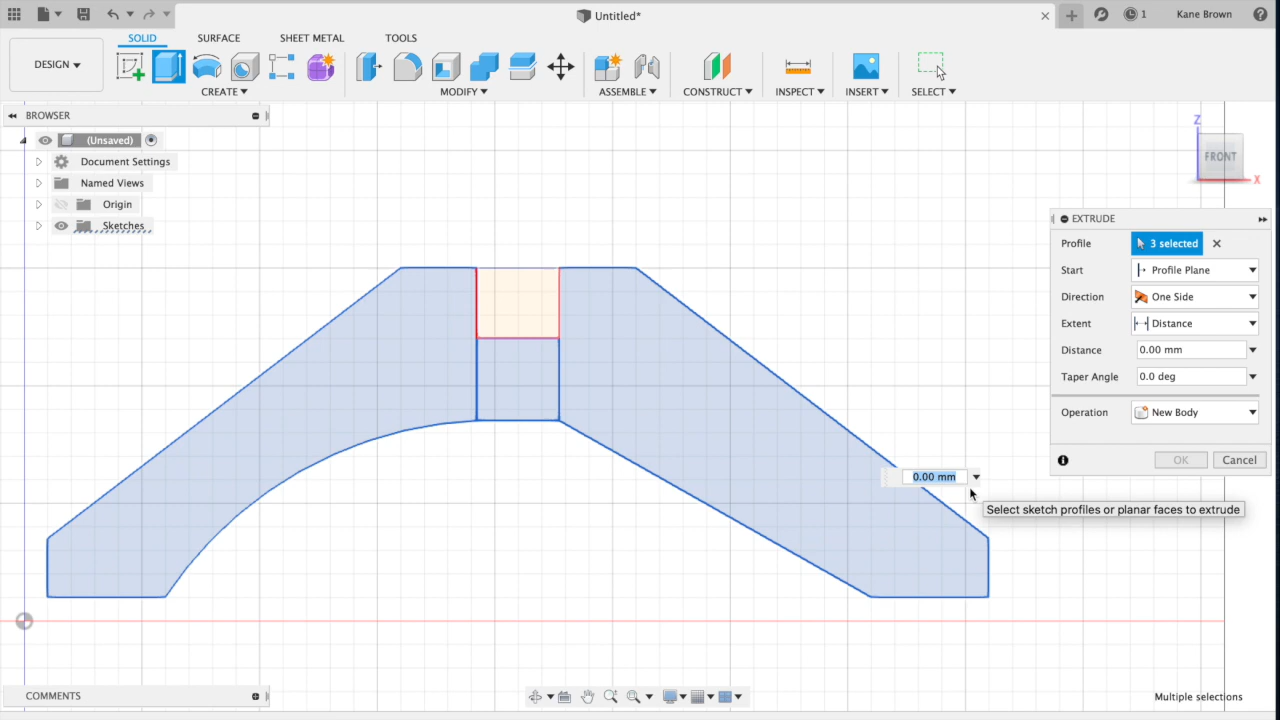 Untitled*
1
Kane Brown
SOLID
SURFACE
SHEET METAL
TOOLS
DESIGN
CREATE
MODIFY
ASSEMBLE
CONSTRUCT
INSPECT
INSERT
SELECT
BROWSER
(Unsaved)
Document Settings
Named Views
Origin
Sketches
Z
FRONT
X
EXTRUDE
Profile
3 selected
Start
Profile Plane
Direction
One Side
Extent
Distance
Distance
0.00 mm
Taper Angle
0.0 deg
Operation
New Body
OK
Cancel
0.00 mm
Select sketch profiles or planar faces to extrude
COMMENTS
Multiple selections